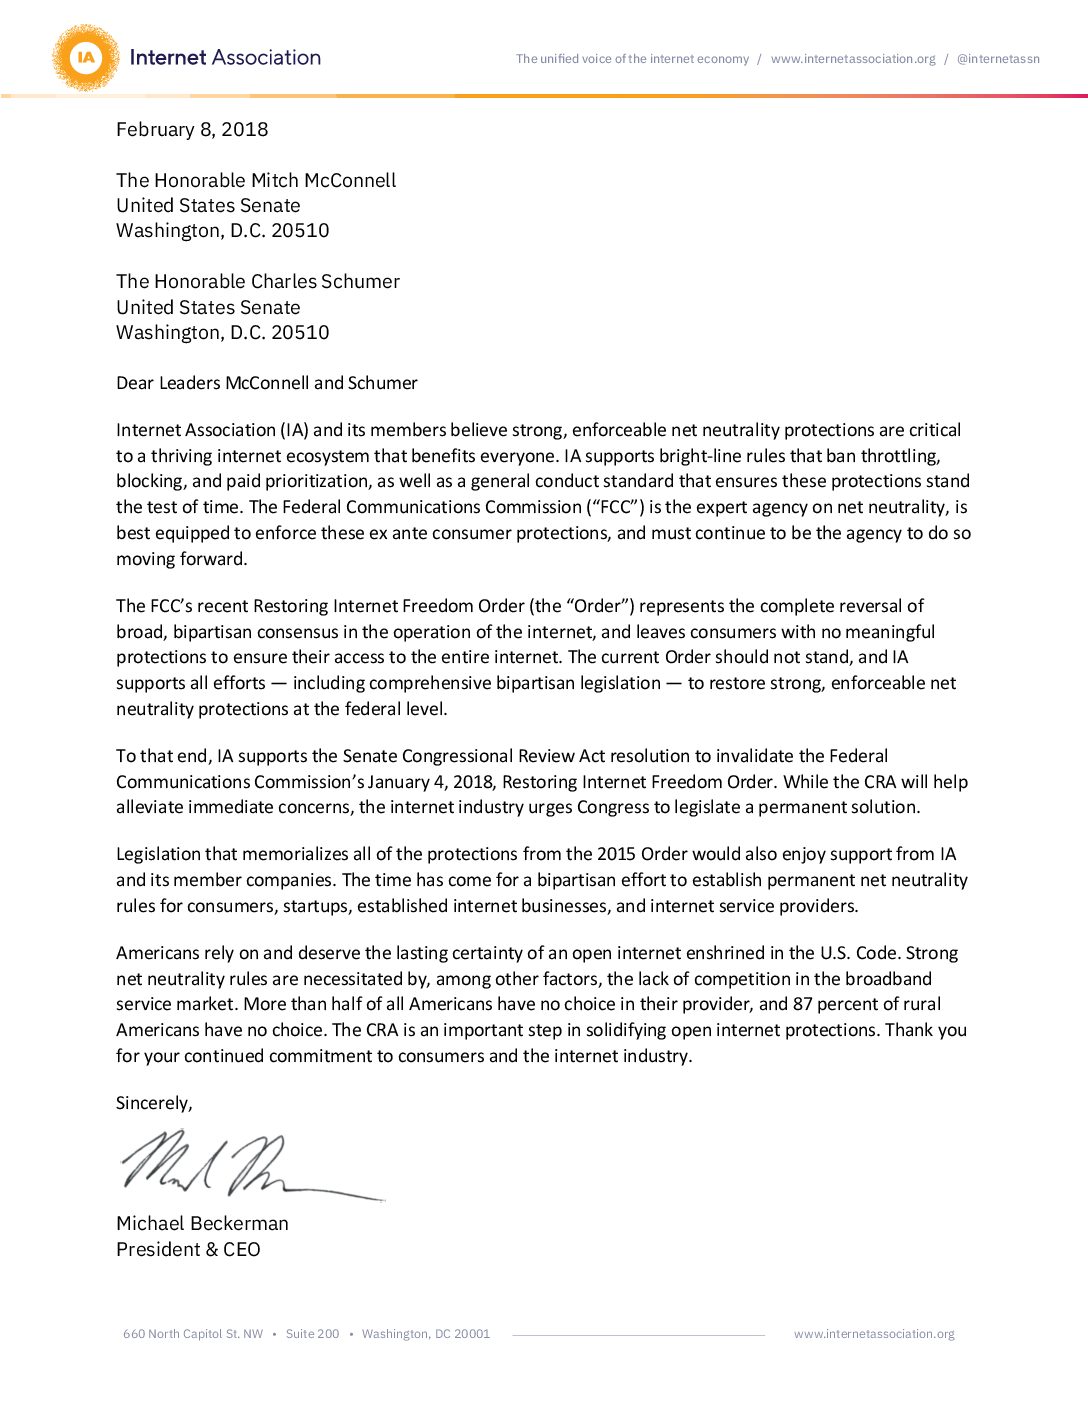 IA Internet Association
The unified voice of the internet economy / www.internetassociation.org / @internetassn
February 8, 2018
The Honorable Mitch McConnell
United States Senate
Washington, D.C. 20510
The Honorable Charles Schumer
United States Senate
Washington, D.C. 20510
Dear Leaders McConnell and Schumer
Internet Association (IA) and its members believe strong, enforceable net neutrality protections are critical
to a thriving internet ecosystem that benefits everyone. IA supports bright-line rules that ban throttling,
blocking, and paid prioritization, as well as a general conduct standard that ensures these protections stand
the test of time. The Federal Communications Commission (“FCC”) is the expert agency on net neutrality, is
best equipped to enforce these ex ante consumer protections, and must continue to be the agency to do so
moving forward.
The FCC’s recent Restoring Internet Freedom Order (the “Order”) represents the complete reversal of
broad, bipartisan consensus in the operation of the internet, and leaves consumers with no meaningful
protections to ensure their access to the entire internet. The current Order should not stand, and IA
supports all efforts — including comprehensive bipartisan legislation — to restore strong, enforceable net
neutrality protections at the federal level.
To that end, IA supports the Senate Congressional Review Act resolution to invalidate the Federal
Communications Commission’s January 4, 2018, Restoring Internet Freedom Order. While the CRA will help
alleviate immediate concerns, the internet industry urges Congress to legislate a permanent solution.
Legislation that memorializes all of the protections from the 2015 Order would also enjoy support from IA
and its member companies. The time has come for a bipartisan effort to establish permanent net neutrality
rules for consumers, startups, established internet businesses, and internet service providers.
Americans rely on and deserve the lasting certainty of an open internet enshrined in the U.S. Code. Strong
net neutrality rules are necessitated by, among other factors, the lack of competition in the broadband
service market. More than half of all Americans have no choice in their provider, and 87 percent of rural
Americans have no choice. The CRA is an important step in solidifying open internet protections. Thank you
for your continued commitment to consumers and the internet industry.
Sincerely,
Michael Beckerman
President & CEO
660 North Capitol St. NW • Suite 200 • Washington, DC 20001 www.internetassociation.org